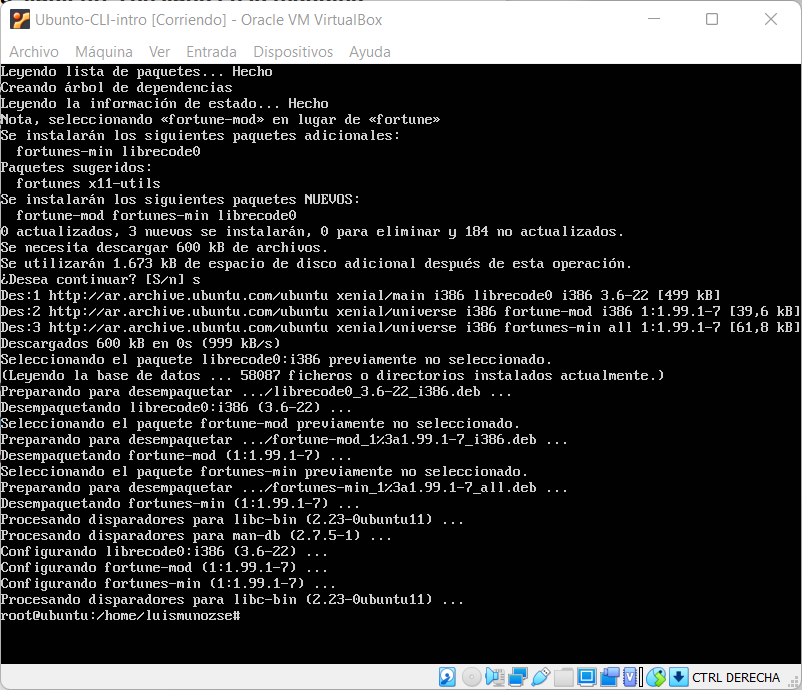 Ubunto-CLI-intro [Corriendo] - Oracle VM VirtualBox
Archivo Máquina Ver Entrada Dispositivos Ayuda
Leyendo lista de paquetes... Hecho
Creando árbol de dependencias
Leyendo la información de estado... Hecho
Nota, seleccionando «fortune-mod» en lugar de «fortune»
Se instalarán los siguientes paquetes adicionales:
  fortunes-min librecode0
Paquetes sugeridos:
  fortunes x11-utils
Se instalarán los siguientes paquetes NUEVOS:
  fortune-mod fortunes-min librecode0
0 actualizados, 3 nuevos se instalarán, 0 para eliminar y 184 no actualizados.
Se necesita descargar 600 kB de archivos.
Se utilizarán 1.673 kB de espacio de disco adicional después de esta operación.
¿Desea continuar? [S/n] s
Des:1 http://ar.archive.ubuntu.com/ubuntu xenial/main i386 librecode0 i386 3.6-22 [499 kB]
Des:2 http://ar.archive.ubuntu.com/ubuntu xenial/universe i386 fortune-mod i386 1:1.99.1-7 [39,6 kB]
Des:3 http://ar.archive.ubuntu.com/ubuntu xenial/universe i386 fortunes-min all 1:1.99.1-7 [61,8 kB]
Descargados 600 kB en 0s (999 kB/s)
Seleccionando el paquete librecode0:i386 previamente no seleccionado.
(Leyendo la base de datos ... 58087 ficheros o directorios instalados actualmente.)
Preparando para desempaquetar .../librecode0_3.6-22_i386.deb ...
Desempaquetando librecode0:i386 (3.6-22) ...
Seleccionando el paquete fortune-mod previamente no seleccionado.
Preparando para desempaquetar .../fortune-mod_1%3a1.99.1-7_i386.deb ...
Desempaquetando fortune-mod (1:1.99.1-7) ...
Seleccionando el paquete fortunes-min previamente no seleccionado.
Preparando para desempaquetar .../fortunes-min_1%3a1.99.1-7_all.deb ...
Desempaquetando fortunes-min (1:1.99.1-7) ...
Procesando disparadores para libc-bin (2.23-0ubuntu11) ...
Procesando disparadores para man-db (2.7.5-1) ...
Configurando librecode0:i386 (3.6-22) ...
Configurando fortune-mod (1:1.99.1-7) ...
Configurando fortunes-min (1:1.99.1-7) ...
Procesando disparadores para libc-bin (2.23-0ubuntu11) ...
root@ubuntu:/home/luismunozse#
CTRL DERECHA